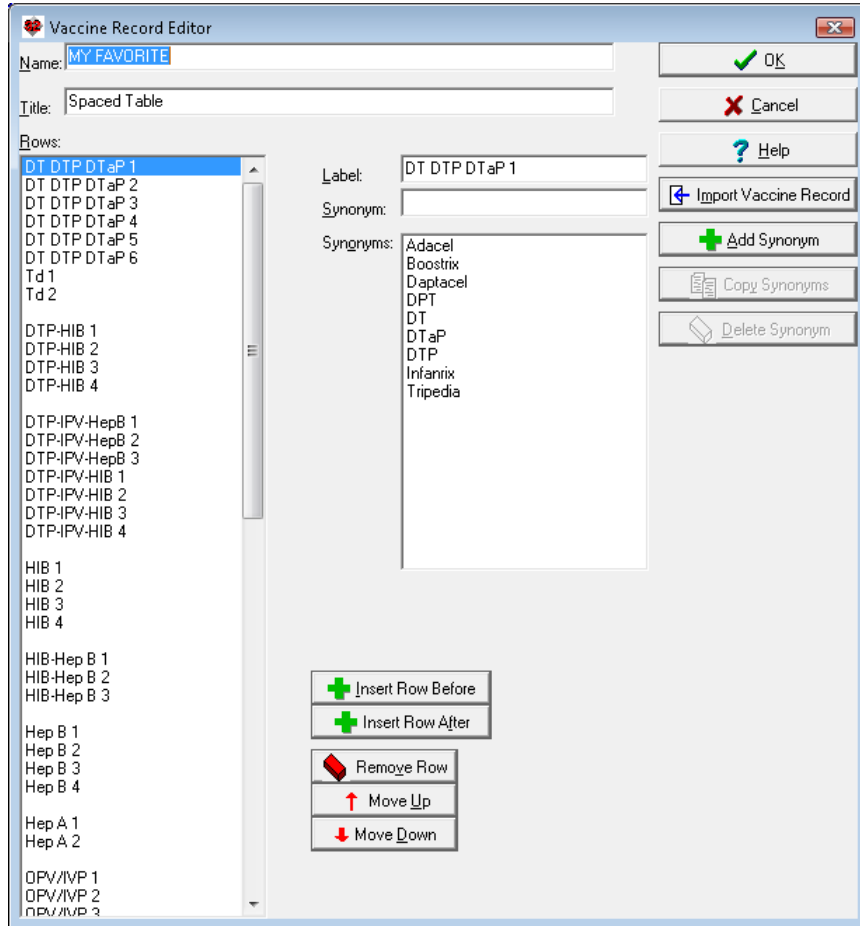 Vaccine Record Editor
Name: MY FAVORITE
Title: Spaced Table
Rows:
DT DTP DTaP 1
DT DTP DTaP 2
DT DTP DTaP 3
DT DTP DTaP 4
DT DTP DTaP 5
DT DTP DTaP 6
Td 1
Td 2
DTP-HIB 1
DTP-HIB 2
DTP-HIB 3
DTP-HIB 4
DTP-IPV-HepB 1
DTP-IPV-HepB 2
DTP-IPV-HepB 3
DTP-IPV-HIB 1
DTP-IPV-HIB 2
DTP-IPV-HIB 3
DTP-IPV-HIB 4
HIB 1
HIB 2
HIB 3
HIB 4
HIB-Hep B 1
HIB-Hep B 2
HIB-Hep B 3
Hep B 1
Hep B 2
Hep B 3
Hep B 4
Hep A 1
Hep A 2
OPV/IVP 1
OPV/IVP 2
OPV/IVP 3
Label: DT DTP DTaP 1
Synonym:
Synonyms:
Adacel
Boostrix
Daptacel
DPT
DT
DTaP
DTP
Infanrix
Tripedia
Insert Row Before
Insert Row After
Remove Row
Move Up
Move Down
OK
Cancel
Help
Import Vaccine Record
Add Synonym
Copy Synonyms
Delete Synonym